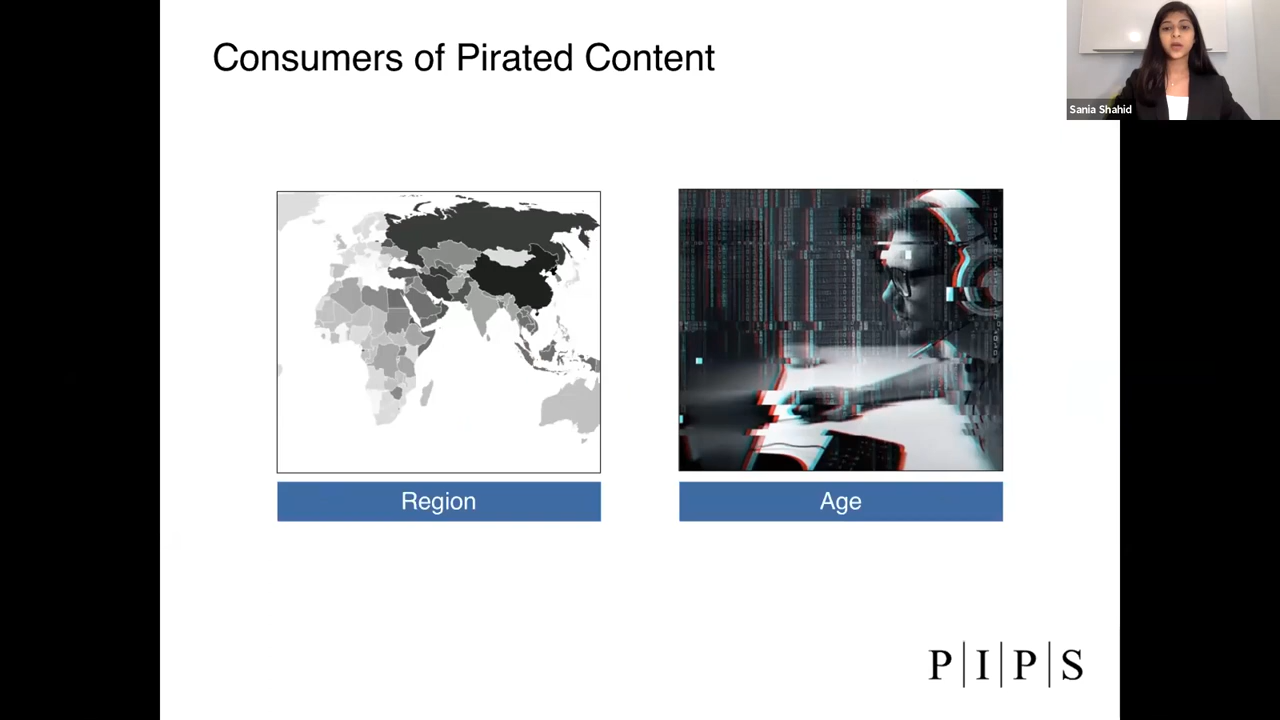 Consumers of Pirated Content
Sania Shahid
Region
Age
P|I|P|S